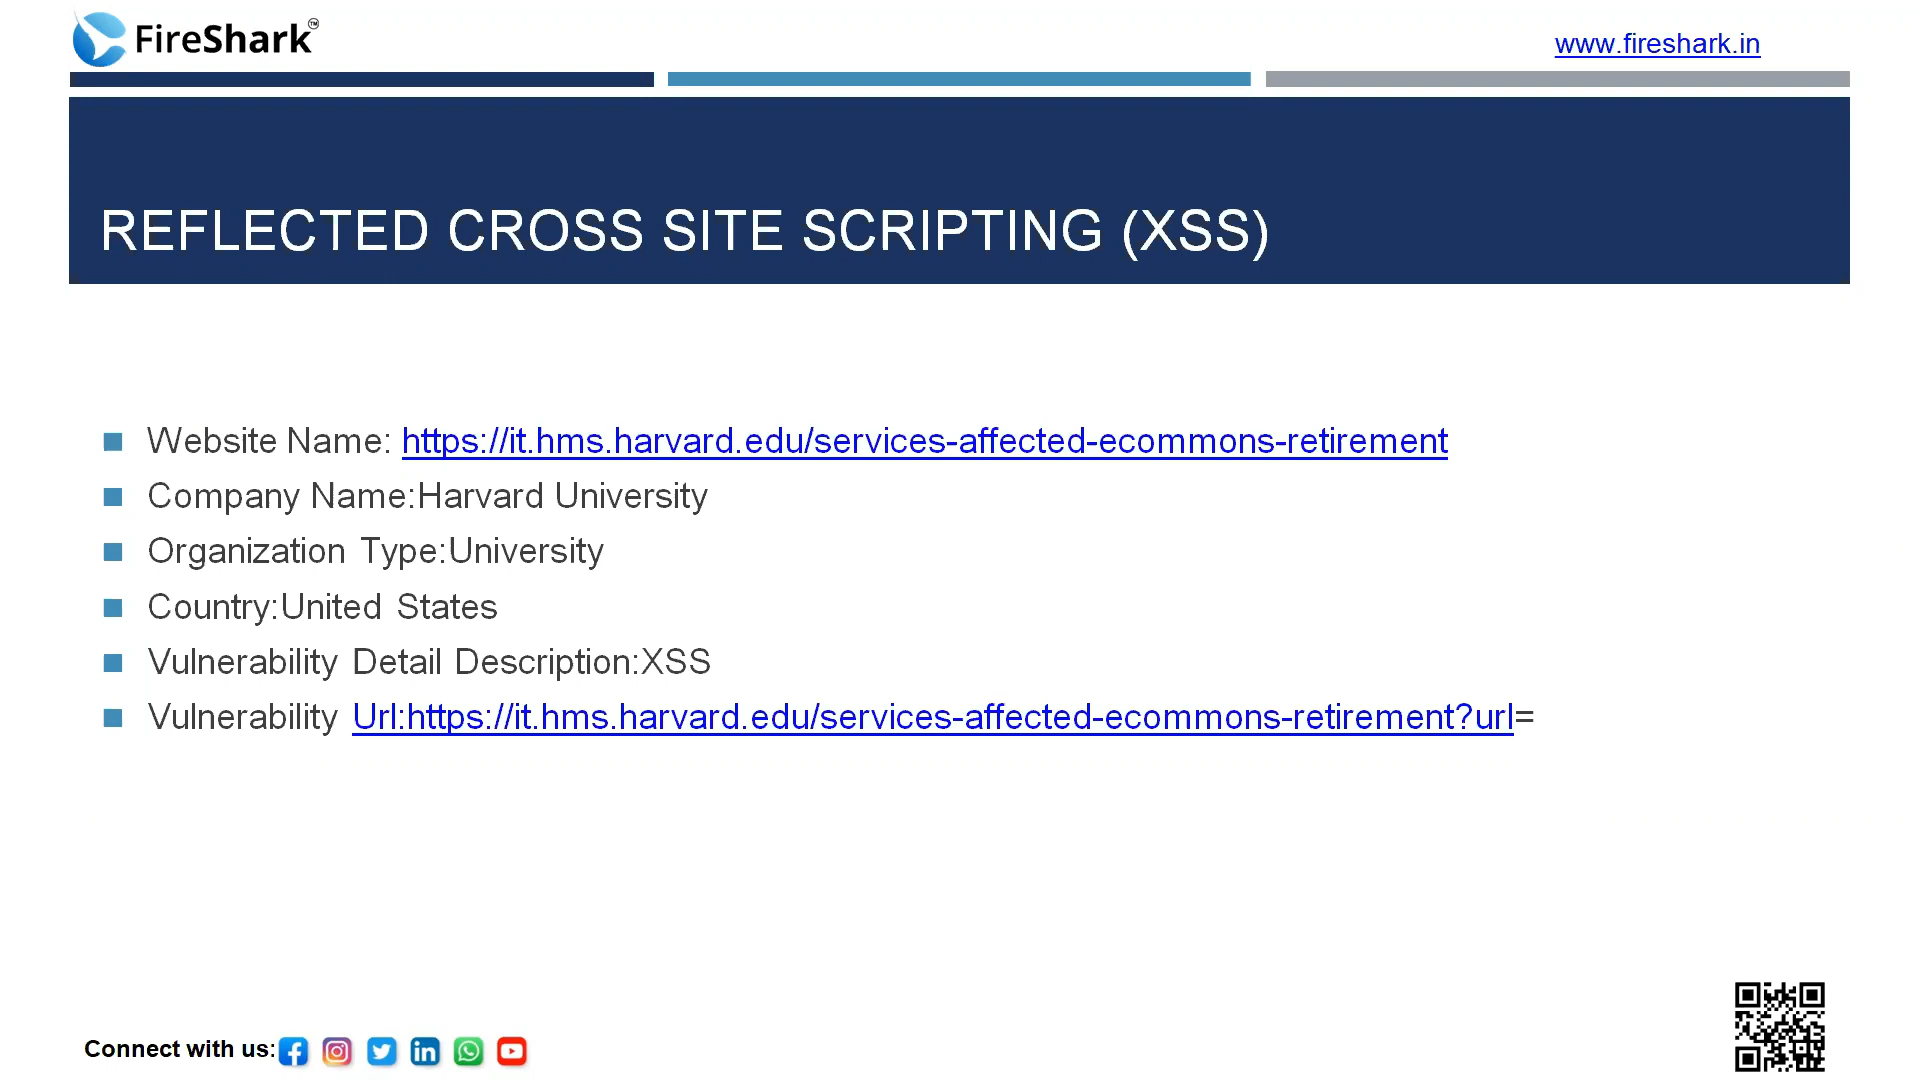 FireShark™
www.fireshark.in
REFLECTED CROSS SITE SCRIPTING (XSS)
Website Name: https://it.hms.harvard.edu/services-affected-ecommons-retirement
Company Name:Harvard University
Organization Type:University
Country:United States
Vulnerability Detail Description:XSS
Vulnerability Url:https://it.hms.harvard.edu/services-affected-ecommons-retirement?url=
Connect with us: